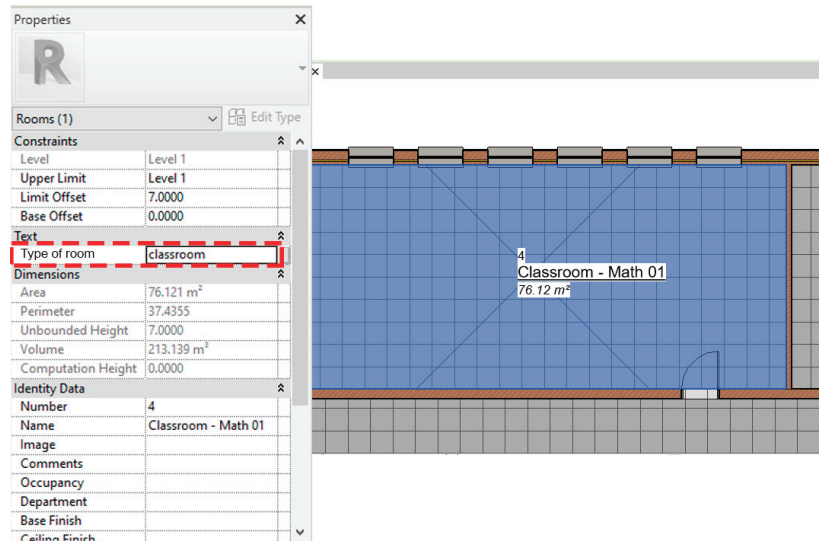 Properties
Rooms (1) Edit Type
Constraints
Level Level 1
Upper Limit Level 1
Limit Offset 7.0000
Base Offset 0.0000
Text
Type of room classroom
Dimensions
Area 76.121 m²
Perimeter 37.4355
Unbounded Height 7.0000
Volume 213.139 m³
Computation Height 0.0000
Identity Data
Number 4
Name Classroom - Math 01
Image
Comments
Occupancy
Department
Base Finish
Ceiling Finish
4
Classroom - Math 01
76.12 m²